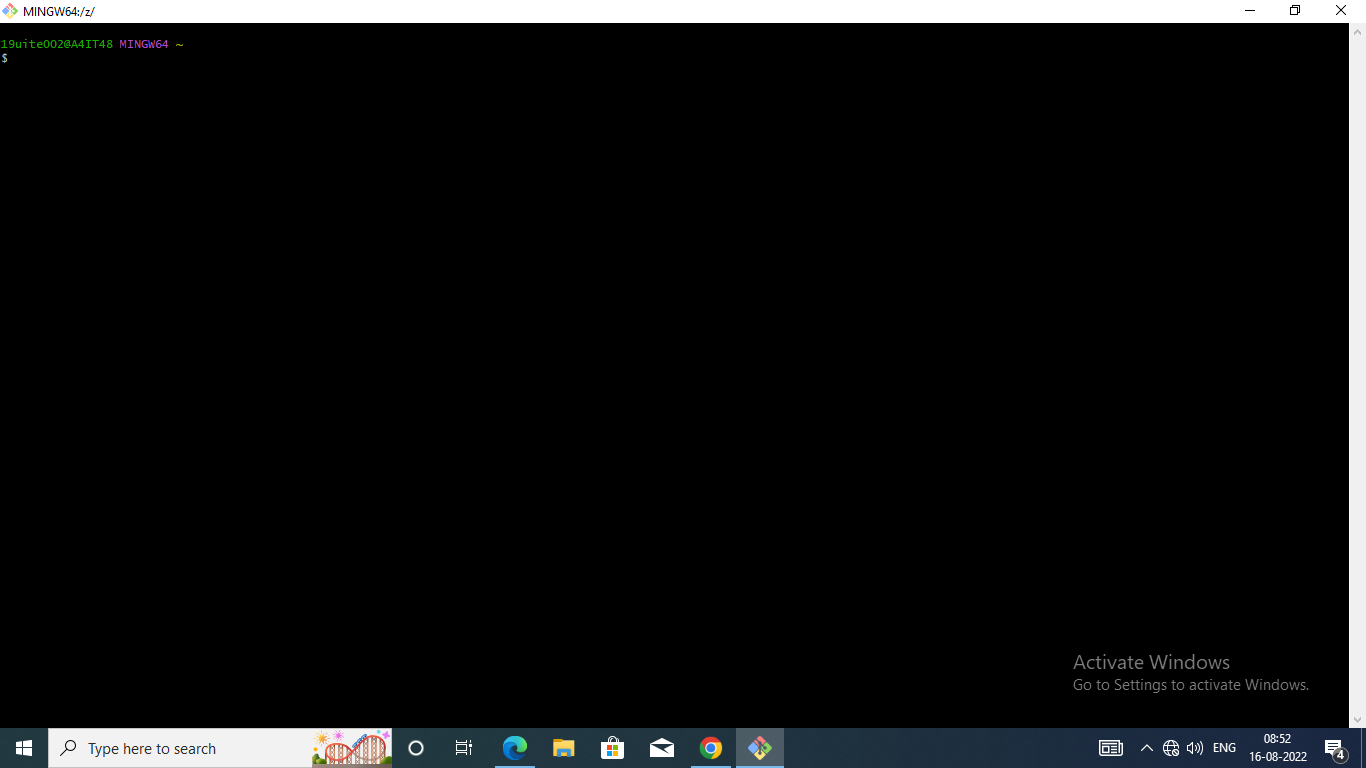 MINGW64:/z/
19uite002@A4IT48 MINGW64 ~
$
Activate Windows
Go to Settings to activate Windows.
Type here to search
ENG
08:52
16-08-2022
4